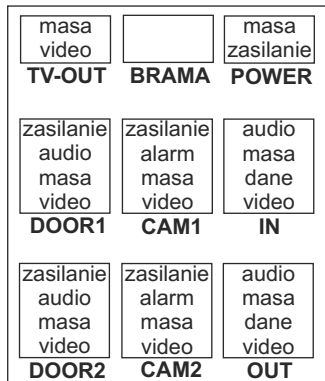 masa
video
TV-OUT
BRAMA
masa
zasilanie
POWER
zasilanie
audio
masa
video
DOOR1
zasilanie
alarm
masa
video
CAM1
audio
masa
dane
video
IN
zasilanie
audio
masa
video
DOOR2
zasilanie
alarm
masa
video
CAM2
audio
masa
dane
video
OUT